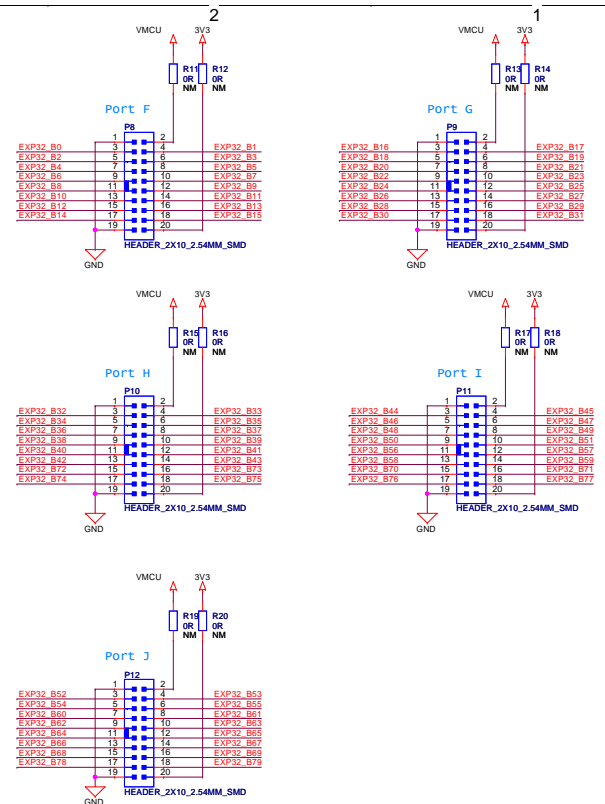 2 1
VMCU 3V3 VMCU 3V3
R11 R12 R13 R14
0R 0R 0R 0R
NM NM NM NM
Port F Port G
P8 P9
1 2 1 2
EXP32_B0 3 4 EXP32_B1 EXP32_B16 3 4 EXP32_B17
EXP32_B2 5 6 EXP32_B3 EXP32_B18 5 6 EXP32_B19
EXP32_B4 7 8 EXP32_B5 EXP32_B20 7 8 EXP32_B21
EXP32_B6 9 10 EXP32_B7 EXP32_B22 9 10 EXP32_B23
EXP32_B8 11 12 EXP32_B9 EXP32_B24 11 12 EXP32_B25
EXP32_B10 13 14 EXP32_B11 EXP32_B26 13 14 EXP32_B27
EXP32_B12 15 16 EXP32_B13 EXP32_B28 15 16 EXP32_B29
EXP32_B14 17 18 EXP32_B15 EXP32_B30 17 18 EXP32_B31
19 20 19 20
HEADER_2X10_2.54MM_SMD HEADER_2X10_2.54MM_SMD
GND GND
VMCU 3V3 VMCU 3V3
R15 R16 R17 R18
0R 0R 0R 0R
NM NM NM NM
Port H Port I
P10 P11
1 2 1 2
EXP32_B32 3 4 EXP32_B33 EXP32_B44 3 4 EXP32_B45
EXP32_B34 5 6 EXP32_B35 EXP32_B46 5 6 EXP32_B47
EXP32_B36 7 8 EXP32_B37 EXP32_B48 7 8 EXP32_B49
EXP32_B38 9 10 EXP32_B39 EXP32_B50 9 10 EXP32_B51
EXP32_B40 11 12 EXP32_B41 EXP32_B56 11 12 EXP32_B57
EXP32_B42 13 14 EXP32_B43 EXP32_B58 13 14 EXP32_B59
EXP32_B72 15 16 EXP32_B73 EXP32_B70 15 16 EXP32_B71
EXP32_B74 17 18 EXP32_B75 EXP32_B76 17 18 EXP32_B77
19 20 19 20
HEADER_2X10_2.54MM_SMD HEADER_2X10_2.54MM_SMD
GND GND
VMCU 3V3
R19 R20
0R 0R
NM NM
Port J
P12
1 2
EXP32_B52 3 4 EXP32_B53
EXP32_B54 5 6 EXP32_B55
EXP32_B60 7 8 EXP32_B61
EXP32_B62 9 10 EXP32_B63
EXP32_B64 11 12 EXP32_B65
EXP32_B66 13 14 EXP32_B67
EXP32_B68 15 16 EXP32_B69
EXP32_B78 17 18 EXP32_B79
19 20
HEADER_2X10_2.54MM_SMD
GND